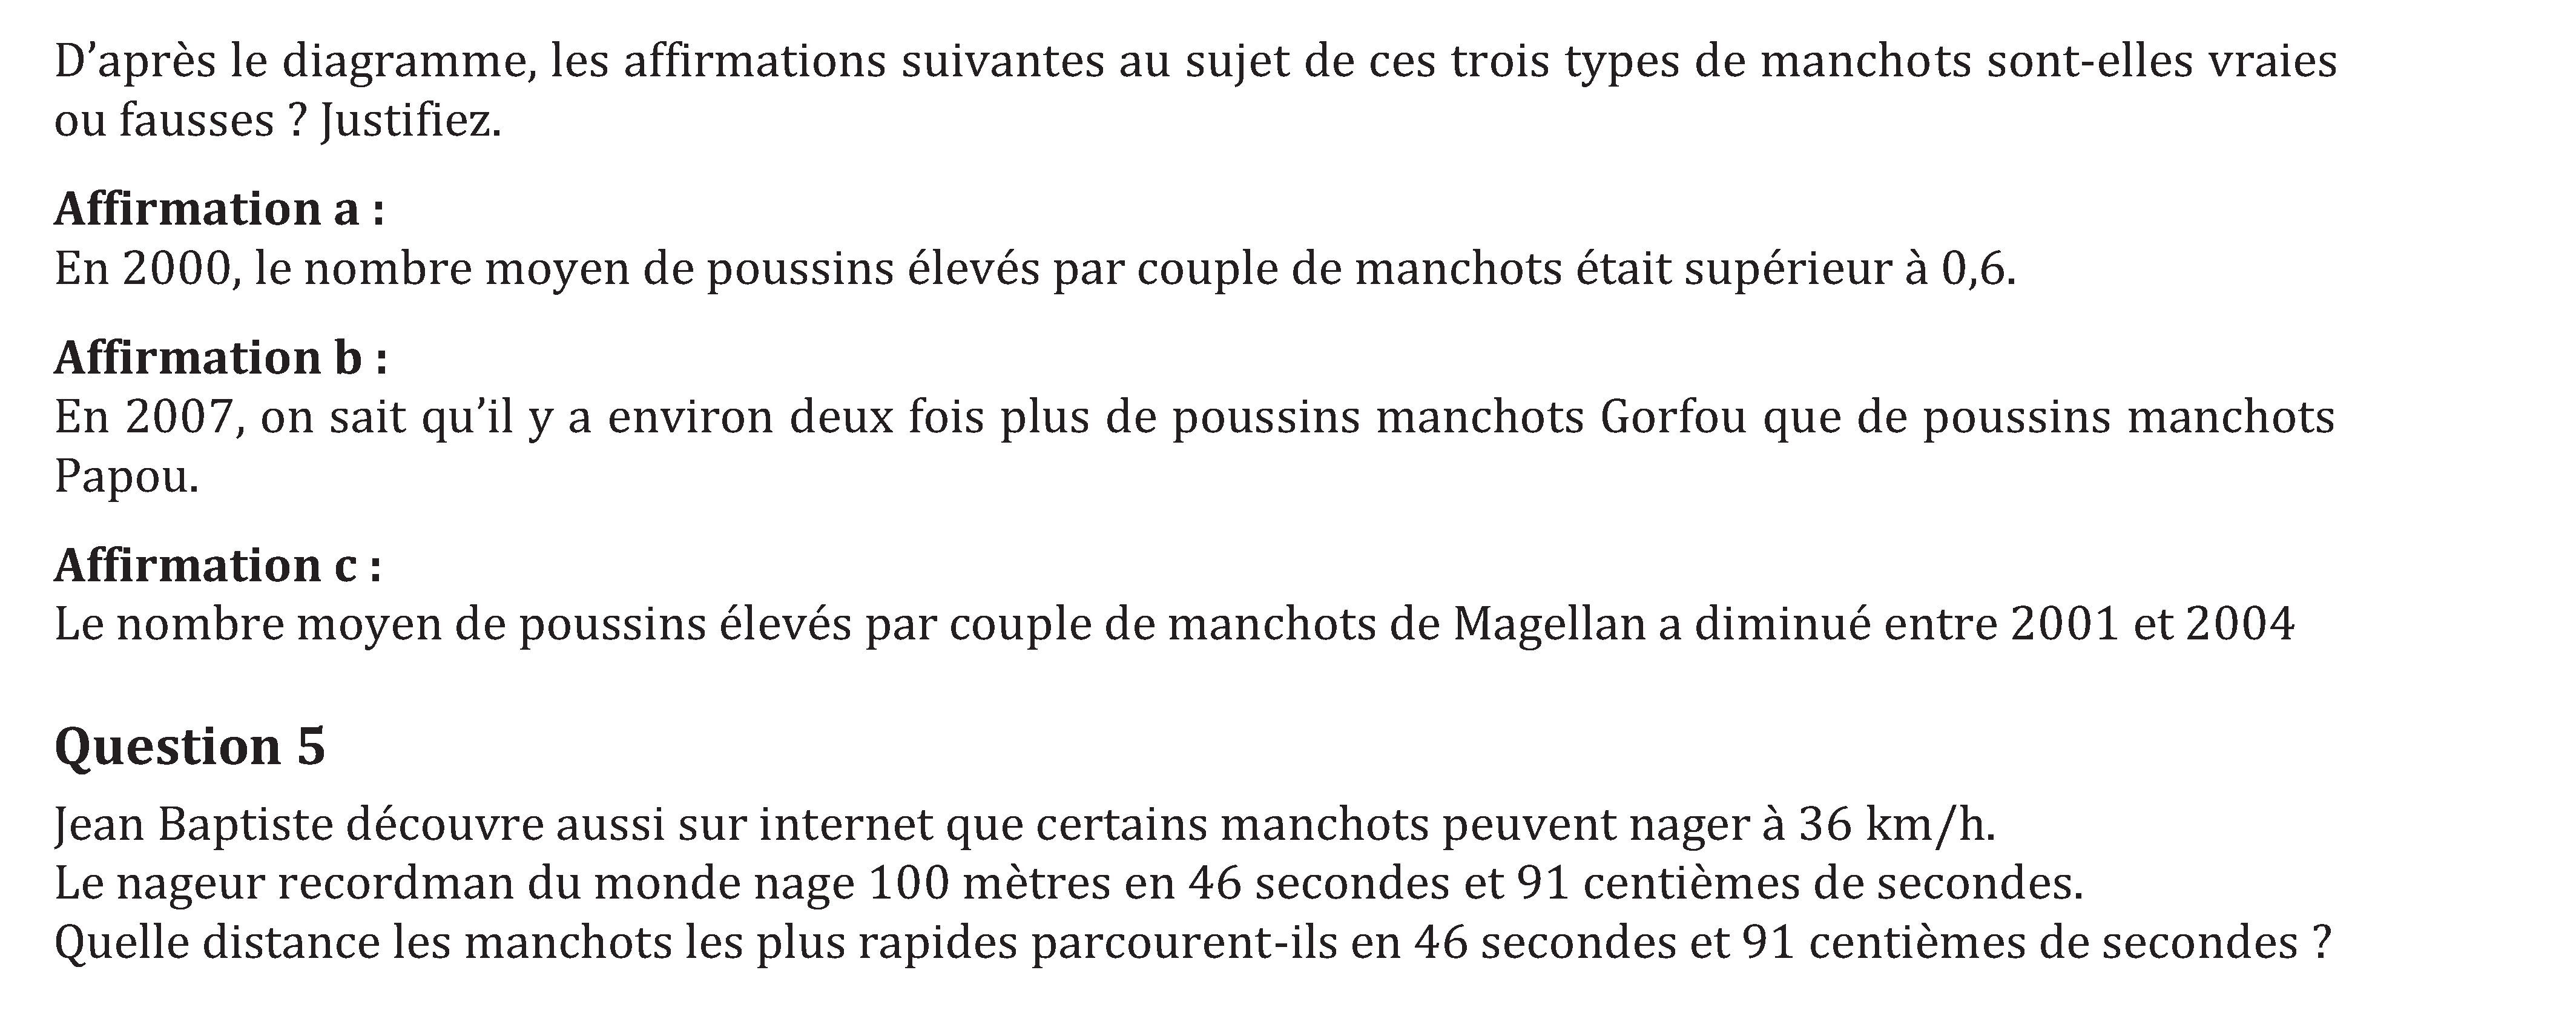 D’après le diagramme, les affirmations suivantes au sujet de ces trois types de manchots sont-elles vraies
ou fausses ? Justifiez.
Affirmation a :
En 2000, le nombre moyen de poussins élevés par couple de manchots était supérieur à 0,6.
Affirmation b :
En 2007, on sait qu’il y a environ deux fois plus de poussins manchots Gorfou que de poussins manchots
Papou.
Affirmation c :
Le nombre moyen de poussins élevés par couple de manchots de Magellan a diminué entre 2001 et 2004
Question 5
Jean Baptiste découvre aussi sur internet que certains manchots peuvent nager à 36 km/h.
Le nageur recordman du monde nage 100 mètres en 46 secondes et 91 centièmes de secondes.
Quelle distance les manchots les plus rapides parcourent-ils en 46 secondes et 91 centièmes de secondes ?